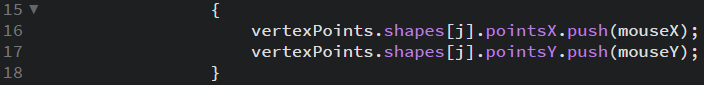 15 ▼ {
16 vertexPoints.shapes[j].pointsX.push(mouseX);
17 vertexPoints.shapes[j].pointsY.push(mouseY);
18 }